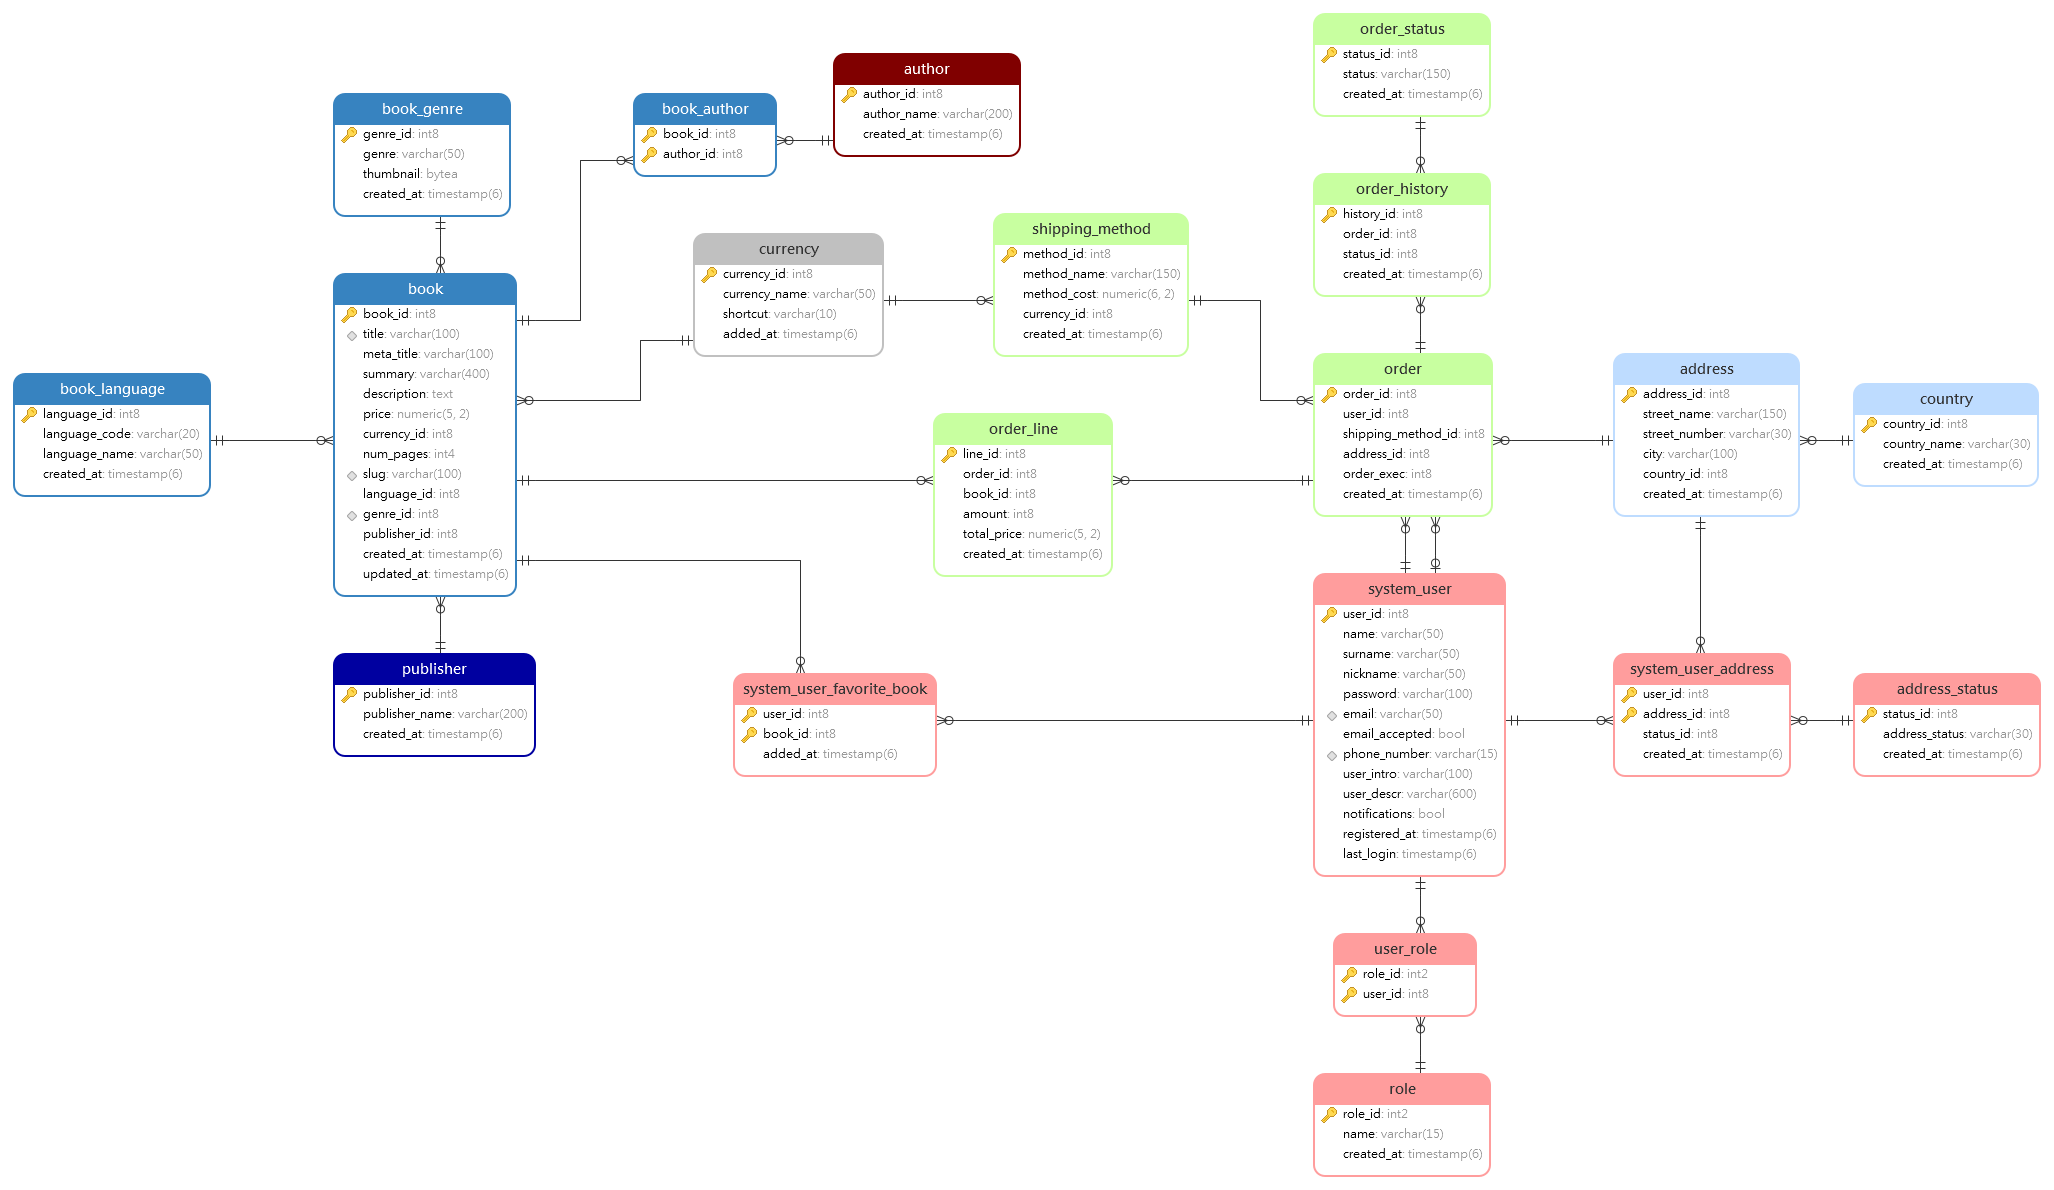 order_status
status_id: int8
status: varchar(150)
created_at: timestamp(6)
author
author_id: int8
author_name: varchar(200)
created_at: timestamp(6)
book_genre
genre_id: int8
genre: varchar(50)
thumbnail: bytea
created_at: timestamp(6)
book_author
book_id: int8
author_id: int8
order_history
history_id: int8
order_id: int8
status_id: int8
created_at: timestamp(6)
shipping_method
method_id: int8
method_name: varchar(150)
method_cost: numeric(6, 2)
currency_id: int8
created_at: timestamp(6)
currency
currency_id: int8
currency_name: varchar(50)
shortcut: varchar(10)
added_at: timestamp(6)
book
book_id: int8
title: varchar(100)
meta_title: varchar(100)
summary: varchar(400)
description: text
price: numeric(5, 2)
currency_id: int8
num_pages: int4
slug: varchar(100)
language_id: int8
genre_id: int8
publisher_id: int8
created_at: timestamp(6)
updated_at: timestamp(6)
book_language
language_id: int8
language_code: varchar(20)
language_name: varchar(50)
created_at: timestamp(6)
order
order_id: int8
user_id: int8
shipping_method_id: int8
address_id: int8
order_exec: int8
created_at: timestamp(6)
address
address_id: int8
street_name: varchar(150)
street_number: varchar(30)
city: varchar(100)
country_id: int8
created_at: timestamp(6)
country
country_id: int8
country_name: varchar(30)
created_at: timestamp(6)
order_line
line_id: int8
order_id: int8
book_id: int8
amount: int8
total_price: numeric(5, 2)
created_at: timestamp(6)
system_user
user_id: int8
name: varchar(50)
surname: varchar(50)
nickname: varchar(50)
password: varchar(100)
email: varchar(50)
email_accepted: bool
phone_number: varchar(15)
user_intro: varchar(100)
user_descr: varchar(600)
notifications: bool
registered_at: timestamp(6)
last_login: timestamp(6)
publisher
publisher_id: int8
publisher_name: varchar(200)
created_at: timestamp(6)
system_user_favorite_book
user_id: int8
book_id: int8
added_at: timestamp(6)
system_user_address
user_id: int8
address_id: int8
status_id: int8
created_at: timestamp(6)
address_status
status_id: int8
address_status: varchar(30)
created_at: timestamp(6)
user_role
role_id: int2
user_id: int8
role
role_id: int2
name: varchar(15)
created_at: timestamp(6)